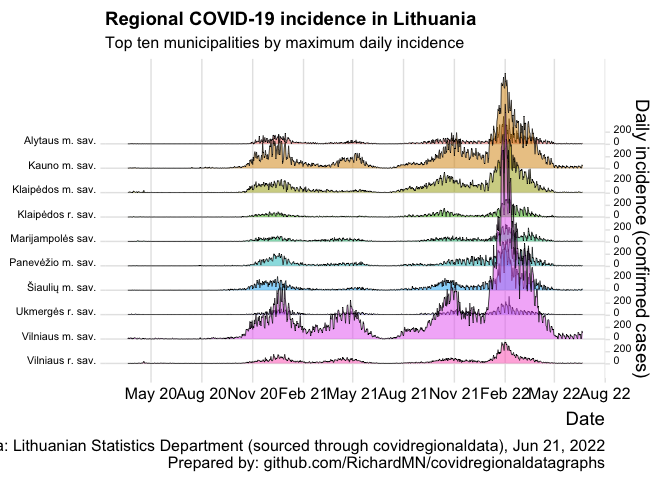 Regional COVID-19 incidence in Lithuania
Top ten municipalities by maximum daily incidence
Alytaus m. sav.
Kauno m. sav.
Klaipėdos m. sav.
Klaipėdos r. sav.
Marijampolės sav.
Panevėžio m. sav.
Šiaulių m. sav.
Ukmergės r. sav.
Vilniaus m. sav.
Vilniaus r. sav.
200
0
200
0
200
0
200
0
200
0
200
0
200
0
200
0
200
0
200
0
Daily incidence (confirmed cases)
May 20 Aug 20 Nov 20 Feb 21 May 21 Aug 21 Nov 21 Feb 22 May 22 Aug 22
Date
a: Lithuanian Statistics Department (sourced through covidregionaldata), Jun 21, 2022
Prepared by: github.com/RichardMN/covidregionaldatagraphs